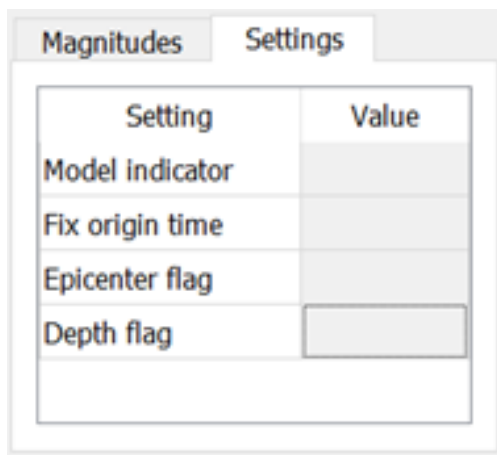 Magnitudes Settings
Setting Value
Model indicator
Fix origin time
Epicenter flag
Depth flag